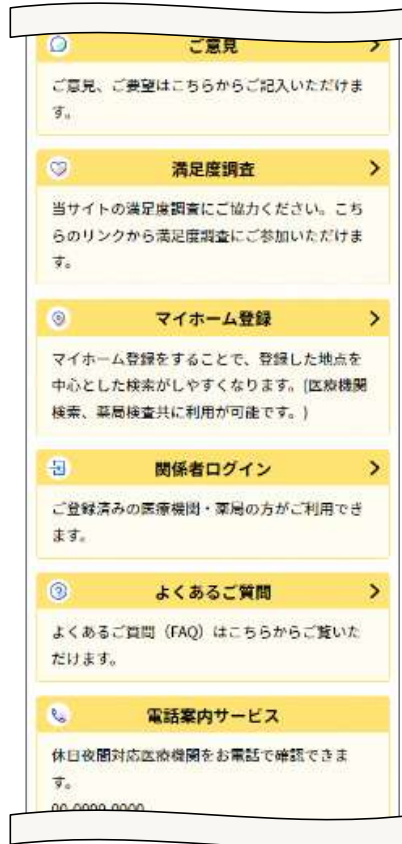 ご意見
ご意見、ご要望はこちらからご記入いただけま
す。
満足度調査
当サイトの満足度調査にご協力ください。こち
らのリンクから満足度調査にご参加いただけま
す。
マイホーム登録
マイホーム登録をすることで、登録した地点を
中心とした検索がしやすくなります。(医療機関
検索、薬局検査共に利用が可能です。)
関係者ログイン
ご登録済みの医療機関・薬局の方がご利用でき
ます。
よくあるご質問
よくあるご質問（FAQ）はこちらからご覧いた
だけます。
電話案内サービス
休日夜間対応医療機関をお電話で確認できま
す。
00-0000-0000